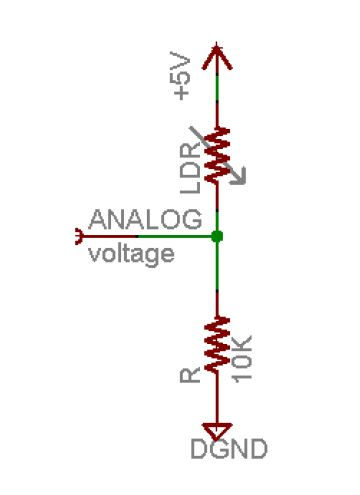 +5V
LDR
ANALOG
voltage
R
10K
DGND